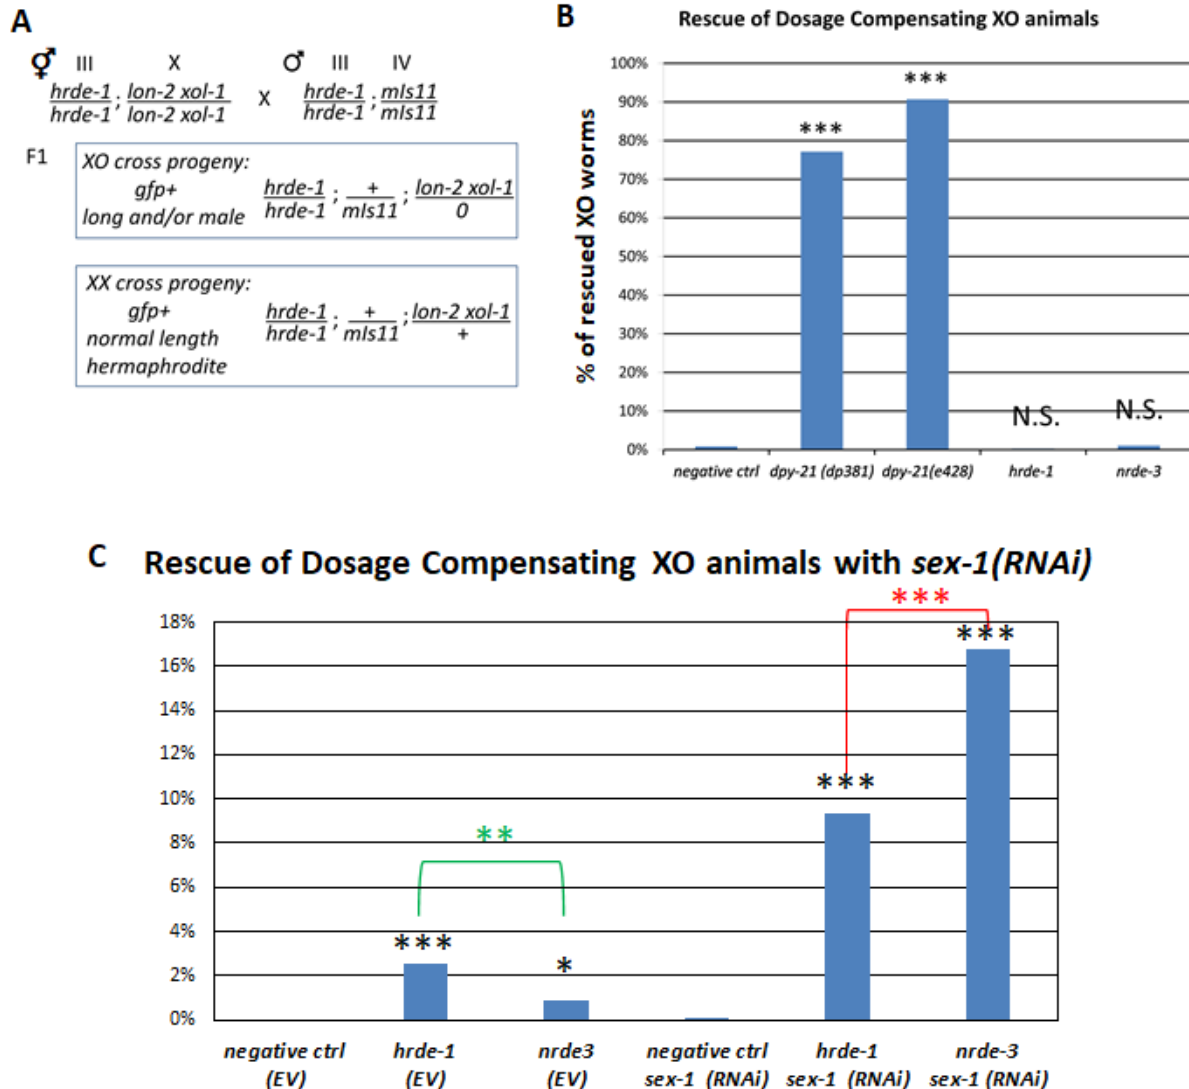 A
⚥ III X ♂ III IV
hrde-1 ; lon-2 xol-1 X hrde-1 ; mIs11
hrde-1 lon-2 xol-1 hrde-1 mIs11
F1
XO cross progeny:
gfp+
long and/or male
hrde-1 ; + ; lon-2 xol-1
hrde-1 mIs11 0
XX cross progeny:
gfp+
normal length
hermaphrodite
hrde-1 ; + ; lon-2 xol-1
hrde-1 mIs11 +
B
Rescue of Dosage Compensating XO animals
% of rescued XO worms
100%
90%
80%
70%
60%
50%
40%
30%
20%
10%
0%
***
***
N.S.
N.S.
negative ctrl
dpy-21 (dp381)
dpy-21(e428)
hrde-1
nrde-3
C
Rescue of Dosage Compensating XO animals with sex-1(RNAi)
18%
16%
14%
12%
10%
8%
6%
4%
2%
0%
***
**
*
***
***
***
negative ctrl
(EV)
hrde-1
(EV)
nrde3
(EV)
negative ctrl
sex-1 (RNAi)
hrde-1
sex-1 (RNAi)
nrde-3
sex-1 (RNAi)